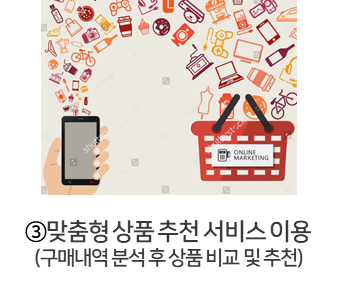 ONLINE
MARKETING
③맞춤형 상품 추천 서비스 이용
(구매내역 분석 후 상품 비교 및 추천)